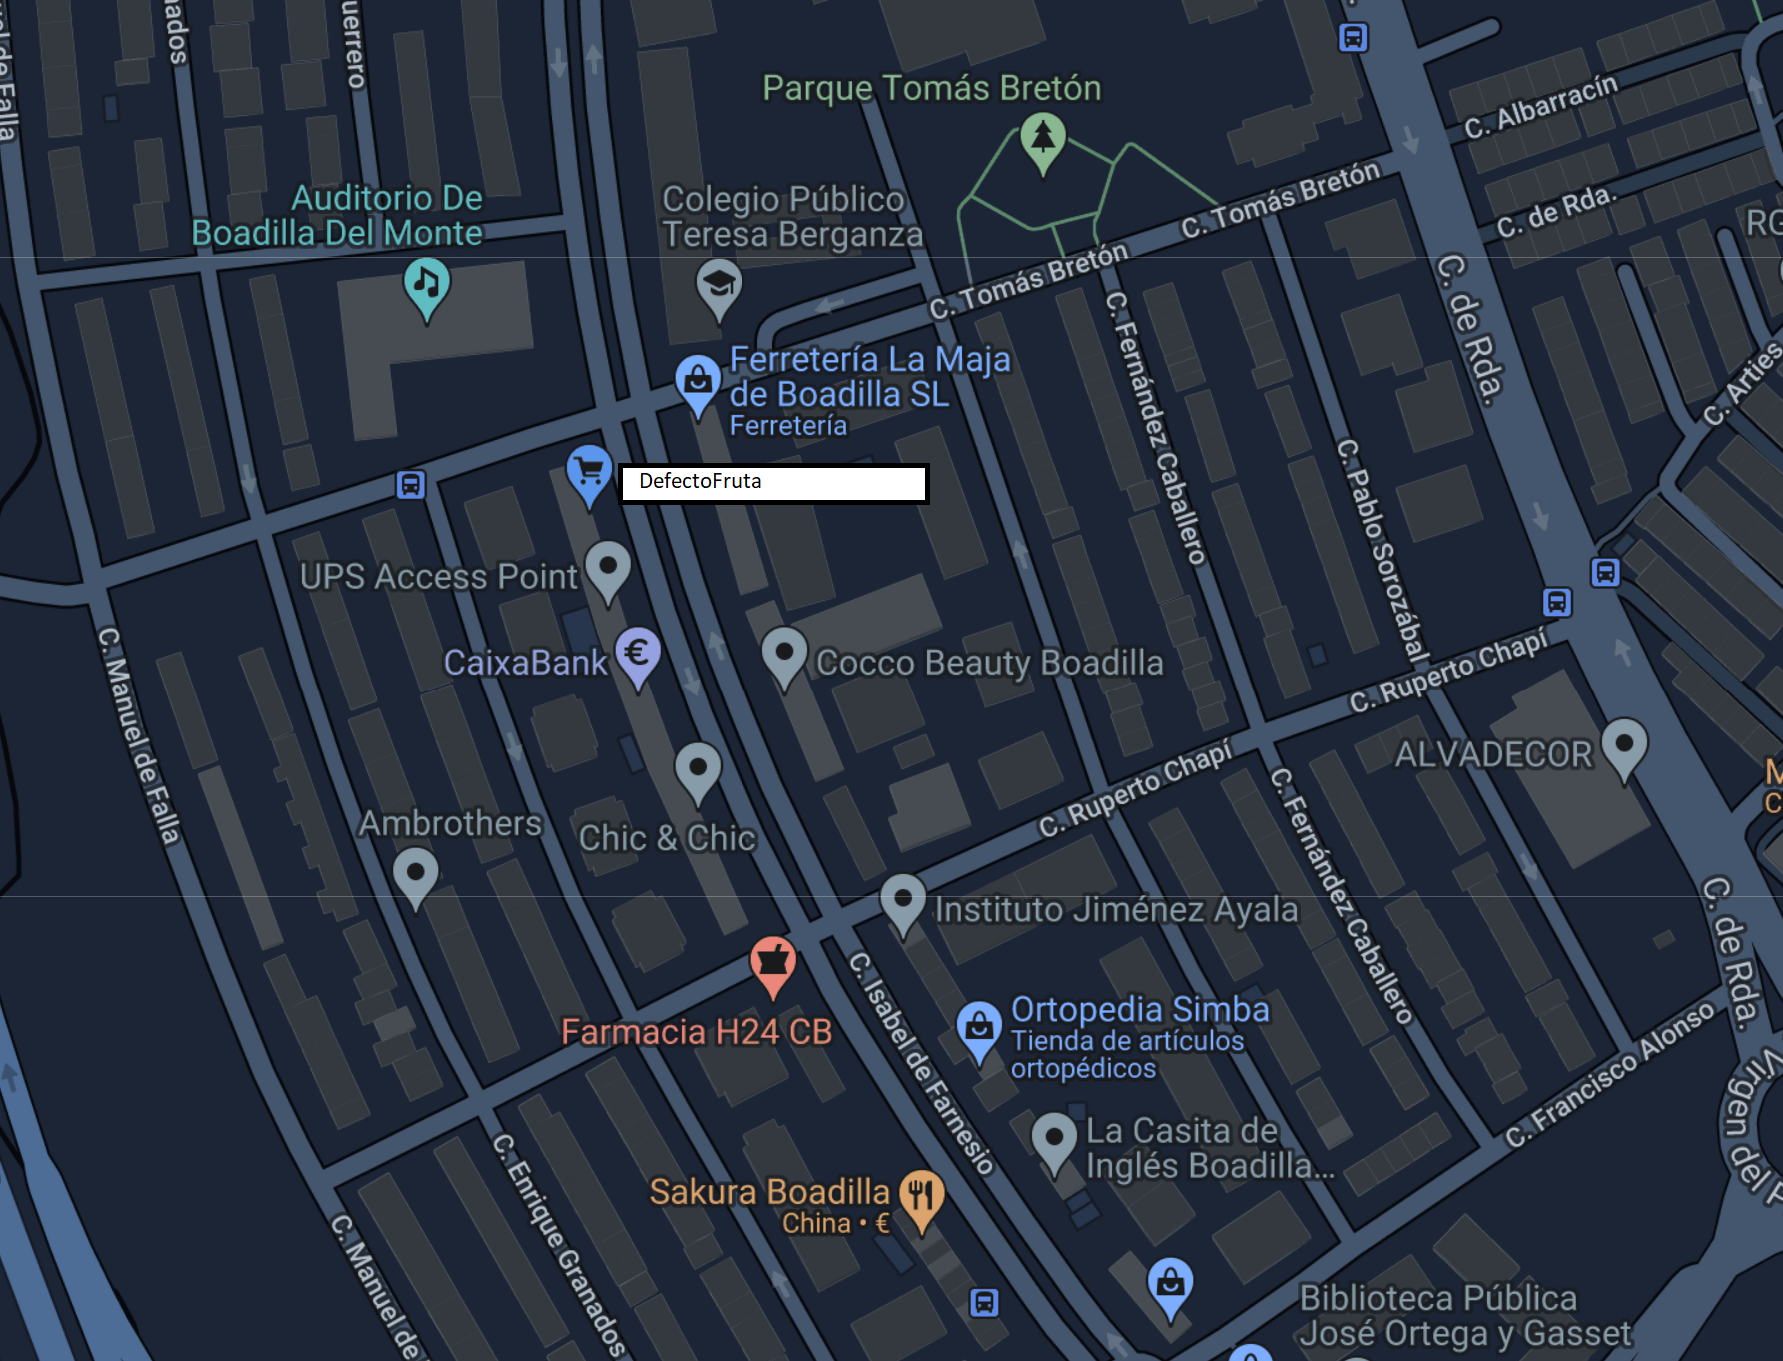 Parque Tomás Bretón
C. Albarracín
Auditorio De
Boadilla Del Monte
Colegio Público
Teresa Berganza
C. Tomás Bretón
C. de Rda.
C. Tomás Bretón
C. de Rda.
C. Fernández Caballero
Ferretería La Maja
de Boadilla SL
Ferretería
C. Arties
DefectoFruta
C. Pablo Sorozábal
UPS Access Point
CaixaBank
Cocco Beauty Boadilla
C. Ruperto Chapí
C. Manuel de Falla
ALVADECOR
C. Ruperto Chapí
C. Fernández Caballero
Ambrothers
Chic & Chic
C. de Rda.
Instituto Jiménez Ayala
C. Isabel de Farnesio
Farmacia H24 CB
Ortopedia Simba
Tienda de artículos
ortopédicos
C. Francisco Alonso
Virgen del
La Casita de
Inglés Boadilla...
C. Enrique Granados
Sakura Boadilla
China • €
C. Manuel de
Biblioteca Pública
José Ortega y Gasset